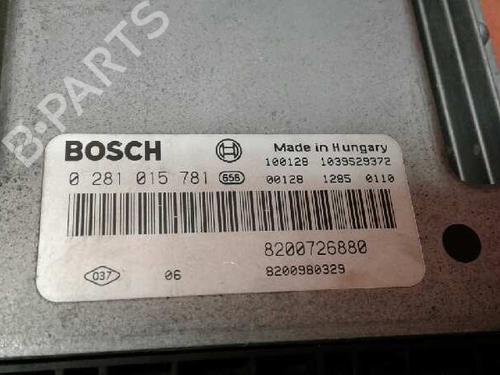 B-PARTS
BOSCH
Made in Hungary
100128 1039S29372
0 281 015 781 656 00128 1285 0110
8200726880
037 06 8200980329